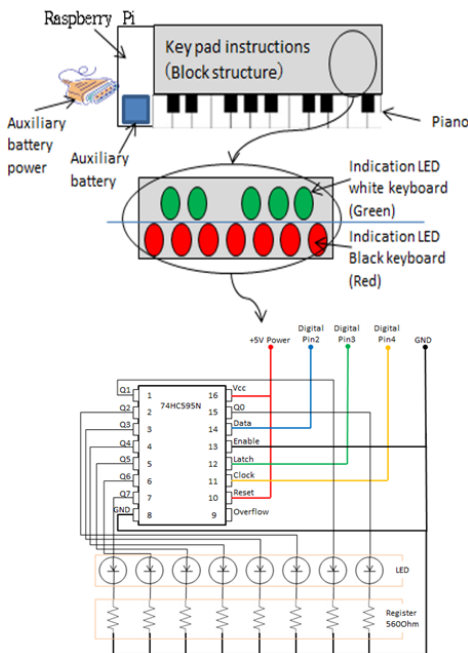 Raspberry Pi
Key pad instructions
(Block structure)
Auxiliary
battery
power
Auxiliary
battery
Piano
Indication LED
white keyboard
(Green)
Indication LED
Black keyboard
(Red)
+5V Power
Digital
Pin2
Digital
Pin3
Digital
Pin4
GND
Q1
1
74HC595N
16
Vcc
Q2
2
15
Q0
Q3
3
14
Data
Q4
4
13
Enable
Q5
5
12
Latch
Q6
6
11
Clock
Q7
7
10
Reset
GND
8
9
Overflow
LED
Register
560Ohm